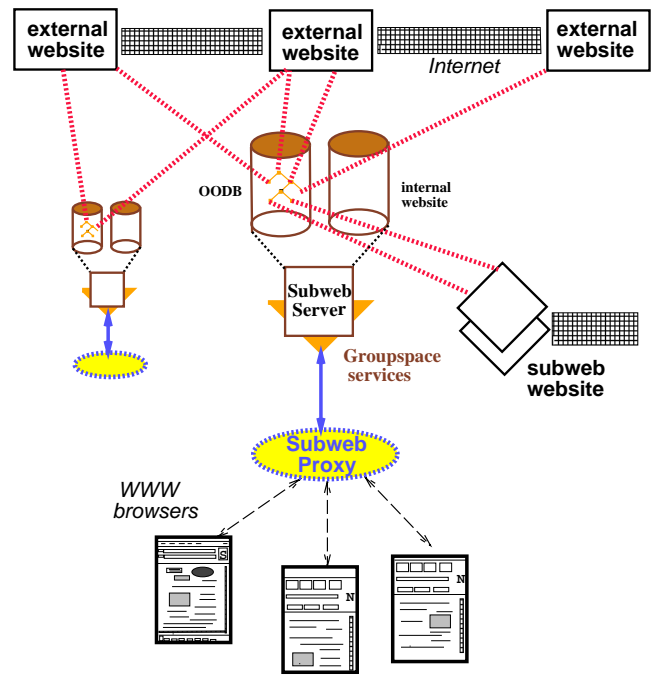 external
website
external
website
external
website
Internet
OODB
internal
website
Subweb
Server
Groupspace
services
subweb
website
Subweb
Proxy
WWW
browsers
S
N
N